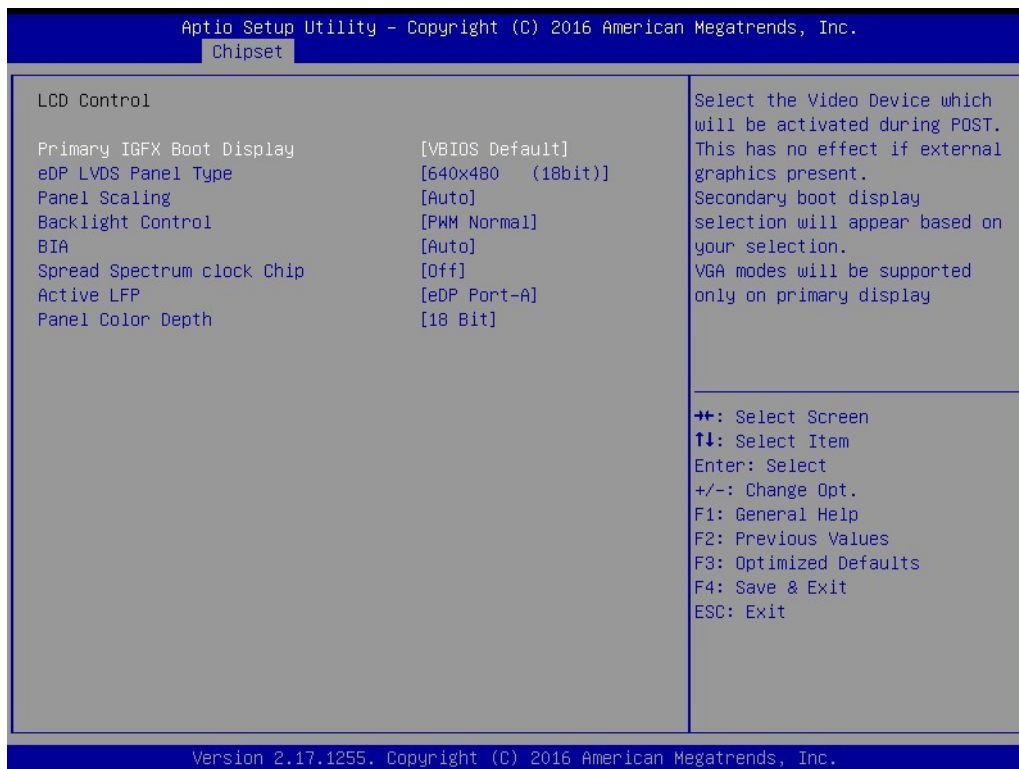 Aptio Setup Utility – Copyright (C) 2016 American Megatrends, Inc.
Chipset
LCD Control
Primary IGFX Boot Display [VBIOS Default]
eDP LVDS Panel Type [640x480 (18bit)]
Panel Scaling [Auto]
Backlight Control [PWM Normal]
BIA [Auto]
Spread Spectrum clock Chip [Off]
Active LFP [eDP Port-A]
Panel Color Depth [18 Bit]
Select the Video Device which
will be activated during POST.
This has no effect if external
graphics present.
Secondary boot display
selection will appear based on
your selection.
VGA modes will be supported
only on primary display
→←: Select Screen
↑↓: Select Item
Enter: Select
+/-: Change Opt.
F1: General Help
F2: Previous Values
F3: Optimized Defaults
F4: Save & Exit
ESC: Exit
Version 2.17.1255. Copyright (C) 2016 American Megatrends, Inc.